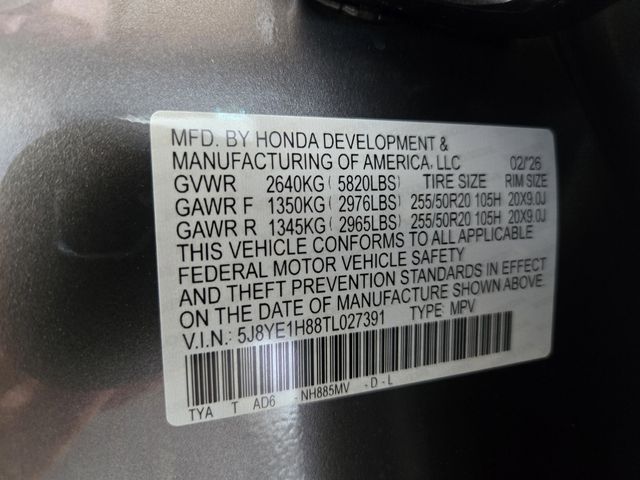 MFD. BY HONDA DEVELOPMENT &
MANUFACTURING OF AMERICA, LLC 02/'26
GVWR 2640KG ( 5820LBS) TIRE SIZE RIM SIZE
GAWR F 1350KG ( 2976LBS) 255/50R20 105H 20X9.0J
GAWR R 1345KG ( 2965LBS) 255/50R20 105H 20X9.0J
THIS VEHICLE CONFORMS TO ALL APPLICABLE
FEDERAL MOTOR VEHICLE SAFETY
AND THEFT PREVENTION STANDARDS IN EFFECT
ON THE DATE OF MANUFACTURE SHOWN ABOVE.
V.I.N.: 5J8YE1H88TL027391 TYPE: MPV
TYA T AD6 -NH885MV -D-L